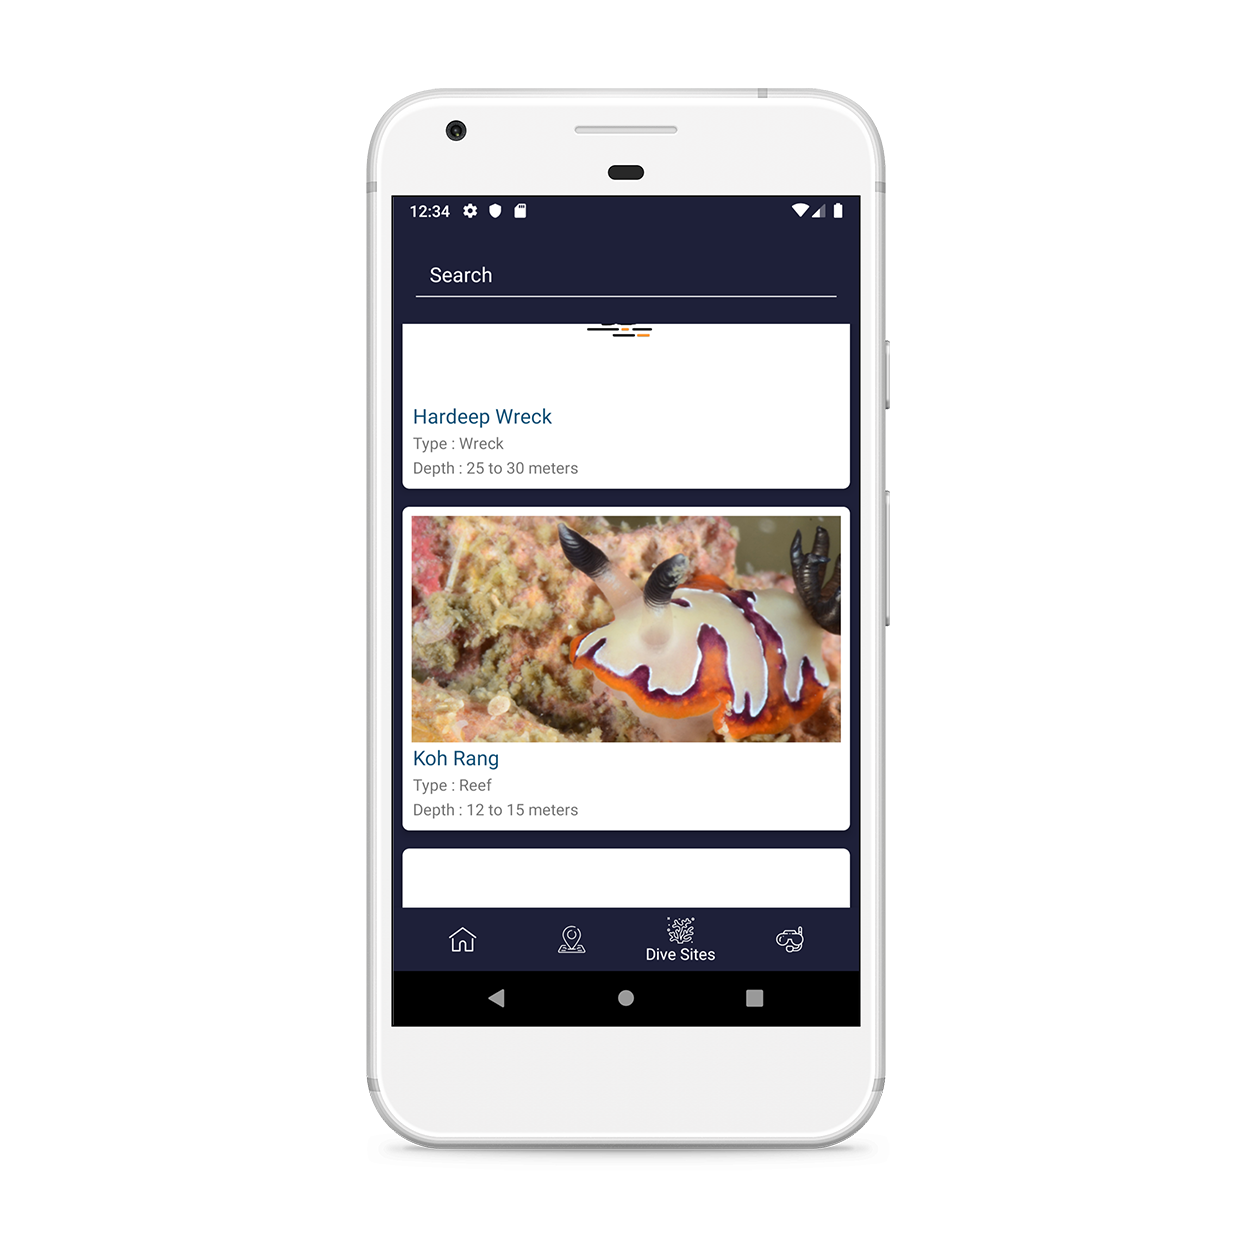 12:34
Search
Hardeep Wreck
Type : Wreck
Depth : 25 to 30 meters
Koh Rang
Type : Reef
Depth : 12 to 15 meters
Dive Sites